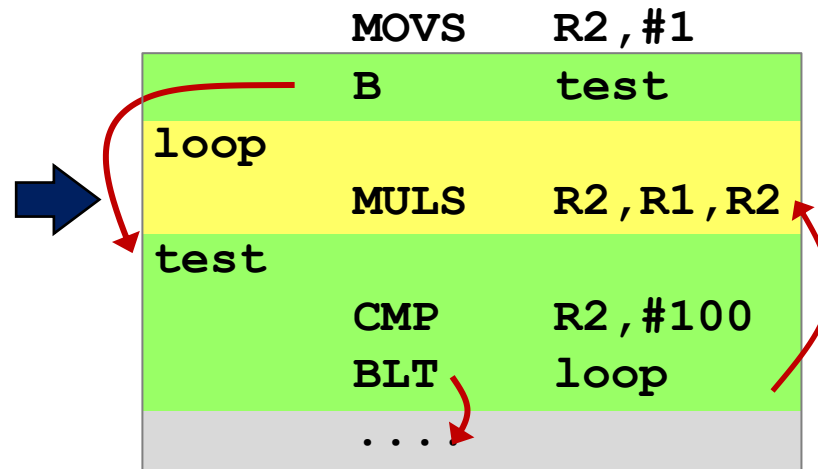 MOVS R2,#1
B test
loop
MULS R2,R1,R2
test
CMP R2,#100
BLT loop
....